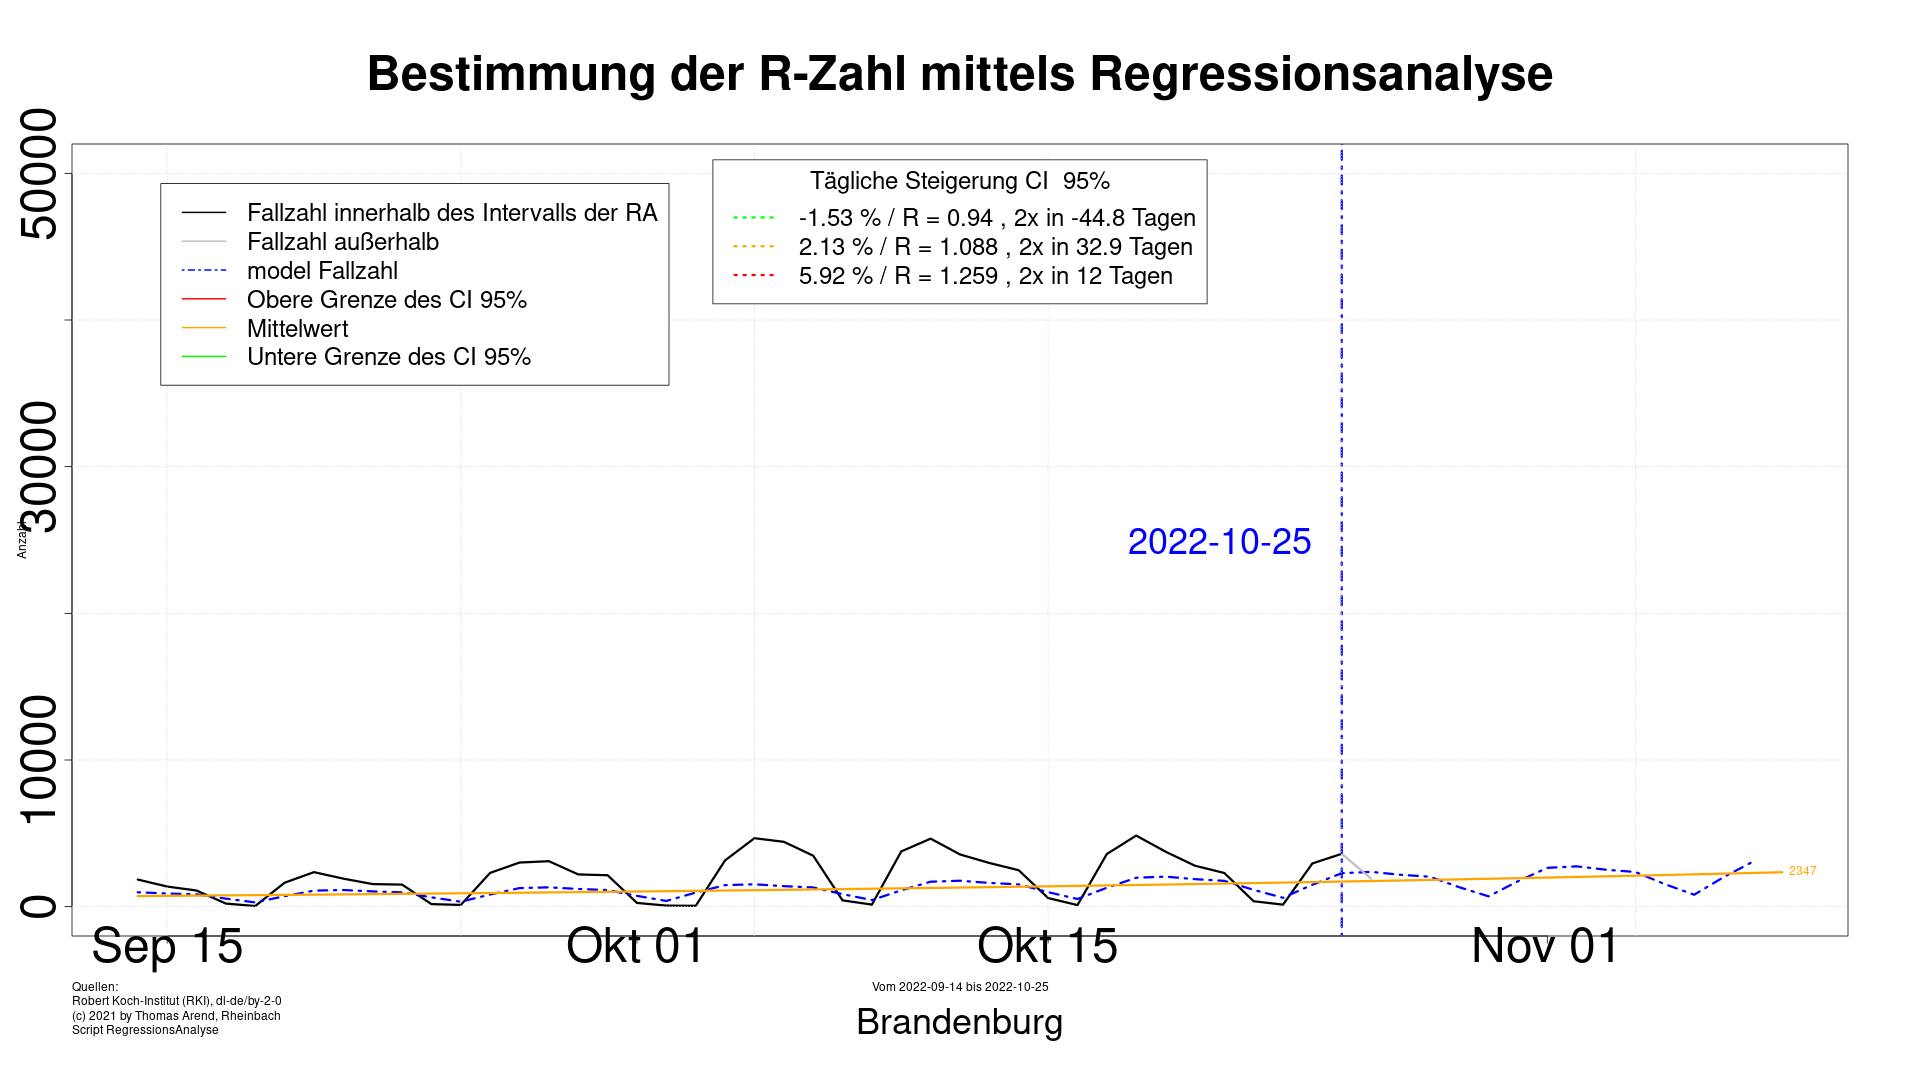 Bestimmung der R-Zahl mittels Regressionsanalyse
50000
30000
10000
0
Anzahl
Fallzahl innerhalb des Intervalls der RA
Fallzahl außerhalb
model Fallzahl
Obere Grenze des CI 95%
Mittelwert
Untere Grenze des CI 95%
Tägliche Steigerung CI  95%
-1.53 % / R = 0.94 , 2x in -44.8 Tagen
2.13 % / R = 1.088 , 2x in 32.9 Tagen
5.92 % / R = 1.259 , 2x in 12 Tagen
2022-10-25
2347
Sep 15
Okt 01
Okt 15
Nov 01
Quellen:
Robert Koch-Institut (RKI), dl-de/by-2-0
(c) 2021 by Thomas Arend, Rheinbach
Script RegressionsAnalyse
Vom 2022-09-14 bis 2022-10-25
Brandenburg